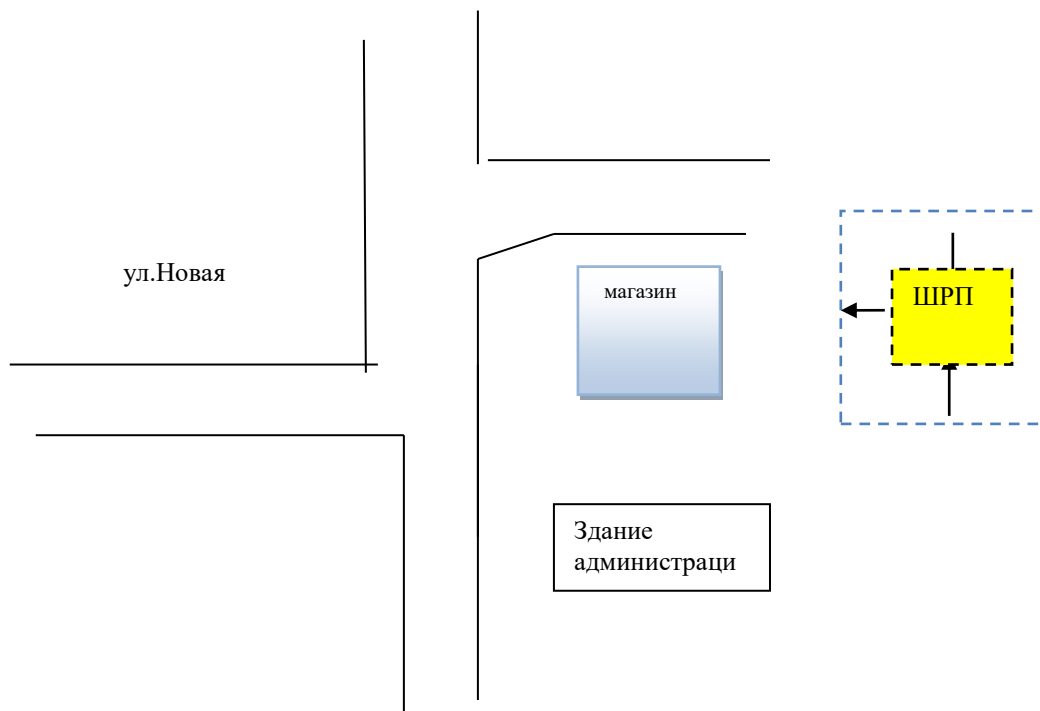 ул.Новая
магазин
ШРП
Здание
администраци